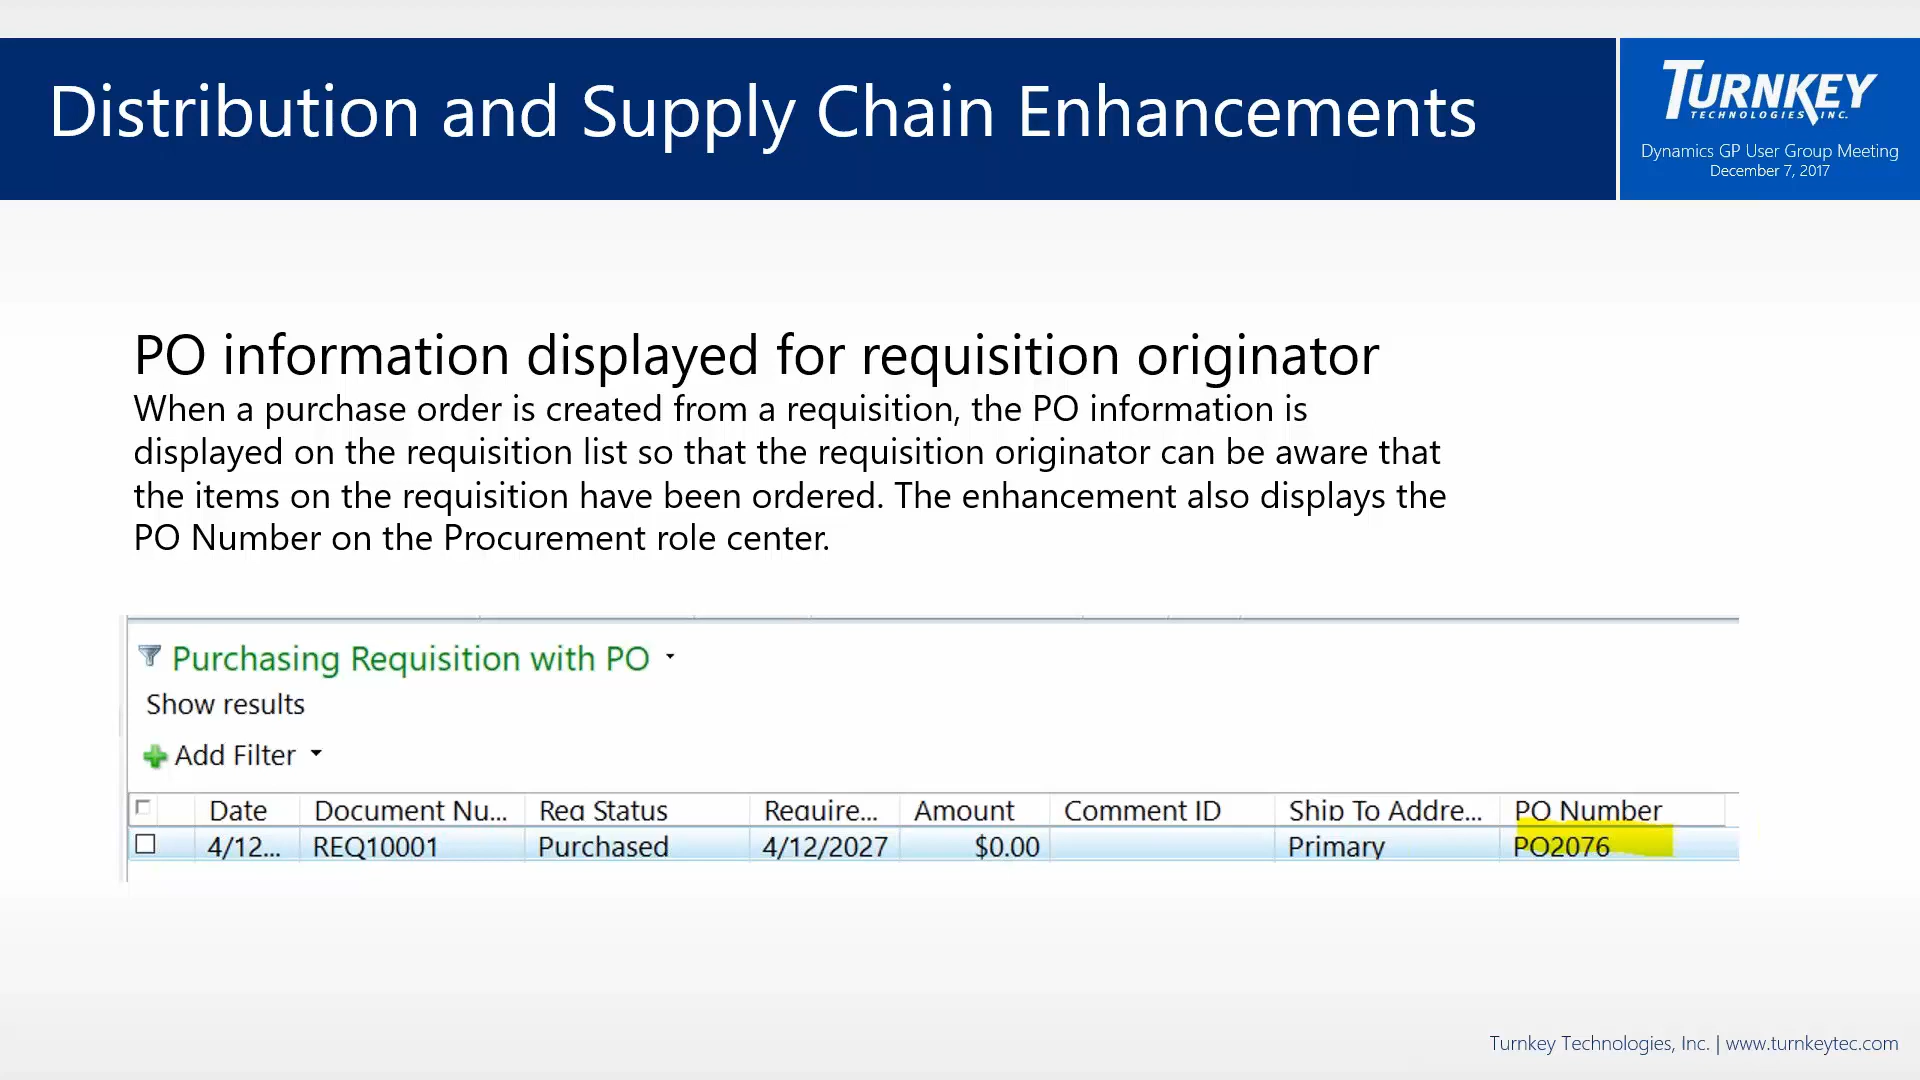 Distribution and Supply Chain Enhancements
TURNKEY
TECHNOLOGIES, INC.
Dynamics GP User Group Meeting
December 7, 2017
PO information displayed for requisition originator
When a purchase order is created from a requisition, the PO information is
displayed on the requisition list so that the requisition originator can be aware that
the items on the requisition have been ordered. The enhancement also displays the
PO Number on the Procurement role center.
Purchasing Requisition with PO
Show results
Add Filter
Date Document Nu... Req Status Require... Amount Comment ID Ship To Addre... PO Number
4/12... REQ10001 Purchased 4/12/2027 $0.00 Primary PO2076
Turnkey Technologies, Inc. | www.turnkeytec.com